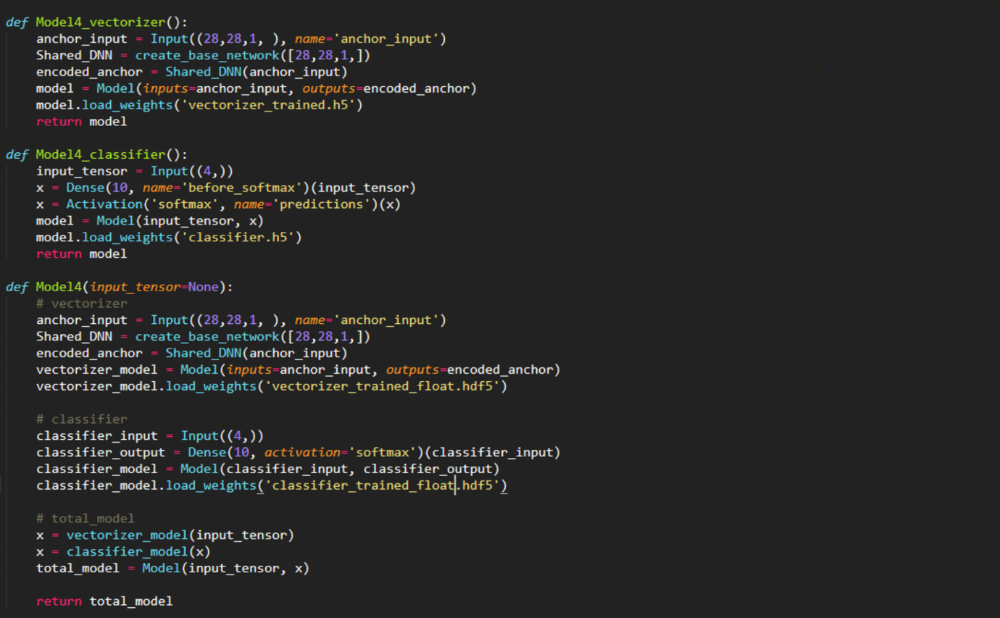 def Model4_vectorizer():
    anchor_input = Input((28,28,1, ), name='anchor_input')
    Shared_DNN = create_base_network([28,28,1,])
    encoded_anchor = Shared_DNN(anchor_input)
    model = Model(inputs=anchor_input, outputs=encoded_anchor)
    model.load_weights('vectorizer_trained.h5')
    return model

def Model4_classifier():
    input_tensor = Input((4,))
    x = Dense(10, name='before_softmax')(input_tensor)
    x = Activation('softmax', name='predictions')(x)
    model = Model(input_tensor, x)
    model.load_weights('classifier.h5')
    return model

def Model4(input_tensor=None):
    # vectorizer
    anchor_input = Input((28,28,1, ), name='anchor_input')
    Shared_DNN = create_base_network([28,28,1,])
    encoded_anchor = Shared_DNN(anchor_input)
    vectorizer_model = Model(inputs=anchor_input, outputs=encoded_anchor)
    vectorizer_model.load_weights('vectorizer_trained_float.hdf5')

    # classifier
    classifier_input = Input((4,))
    classifier_output = Dense(10, activation='softmax')(classifier_input)
    classifier_model = Model(classifier_input, classifier_output)
    classifier_model.load_weights('classifier_trained_float.hdf5')

    # total_model
    x = vectorizer_model(input_tensor)
    x = classifier_model(x)
    total_model = Model(input_tensor, x)

    return total_model